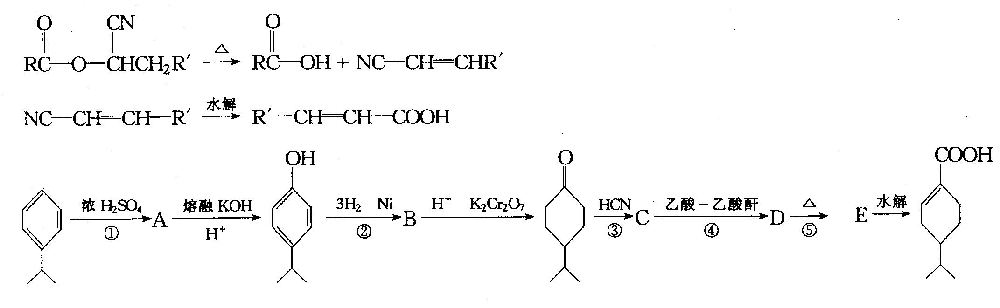 O CN O
RC—O—CHCH₂R′ △ RC—OH + NC—CH=CHR′
NC—CH=CH—R′ 水解 R′—CH=CH—COOH
OH O COOH
浓 H₂SO₄ ① A 熔融 KOH H⁺ 3H₂ Ni ② B H⁺ K₂Cr₂O₇ HCN ③ C 乙酸－乙酸酐 ④ D △ ⑤ E 水解